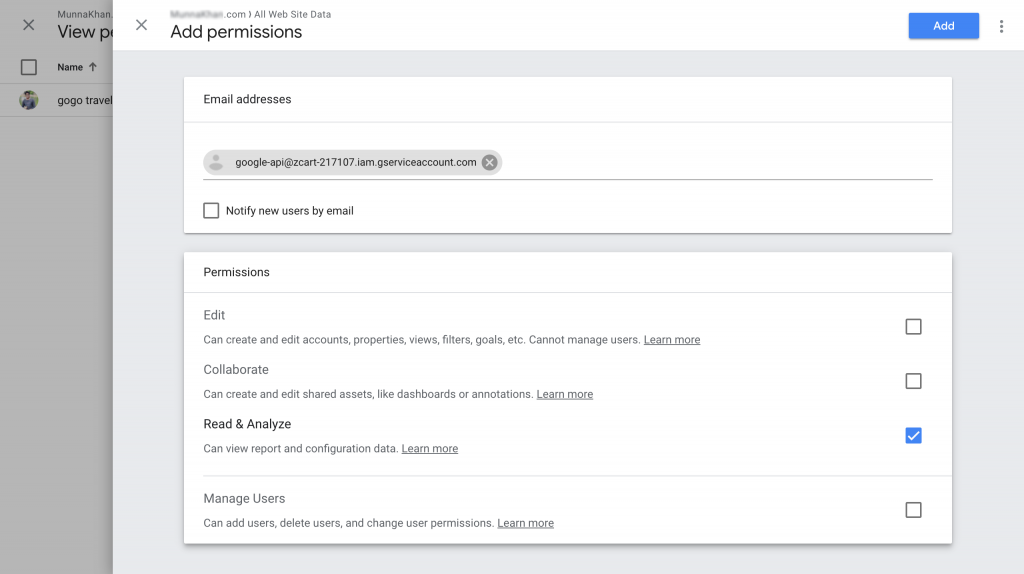 MunnaKhan.
View pe
Name
gogo travel
MunnaKhan.com › All Web Site Data
Add permissions
Add
Email addresses
google-api@zcart-217107.iam.gserviceaccount.com
Notify new users by email
Permissions
Edit
Can create and edit accounts, properties, views, filters, goals, etc. Cannot manage users. Learn more
Collaborate
Can create and edit shared assets, like dashboards or annotations. Learn more
Read & Analyze
Can view report and configuration data. Learn more
Manage Users
Can add users, delete users, and change user permissions. Learn more